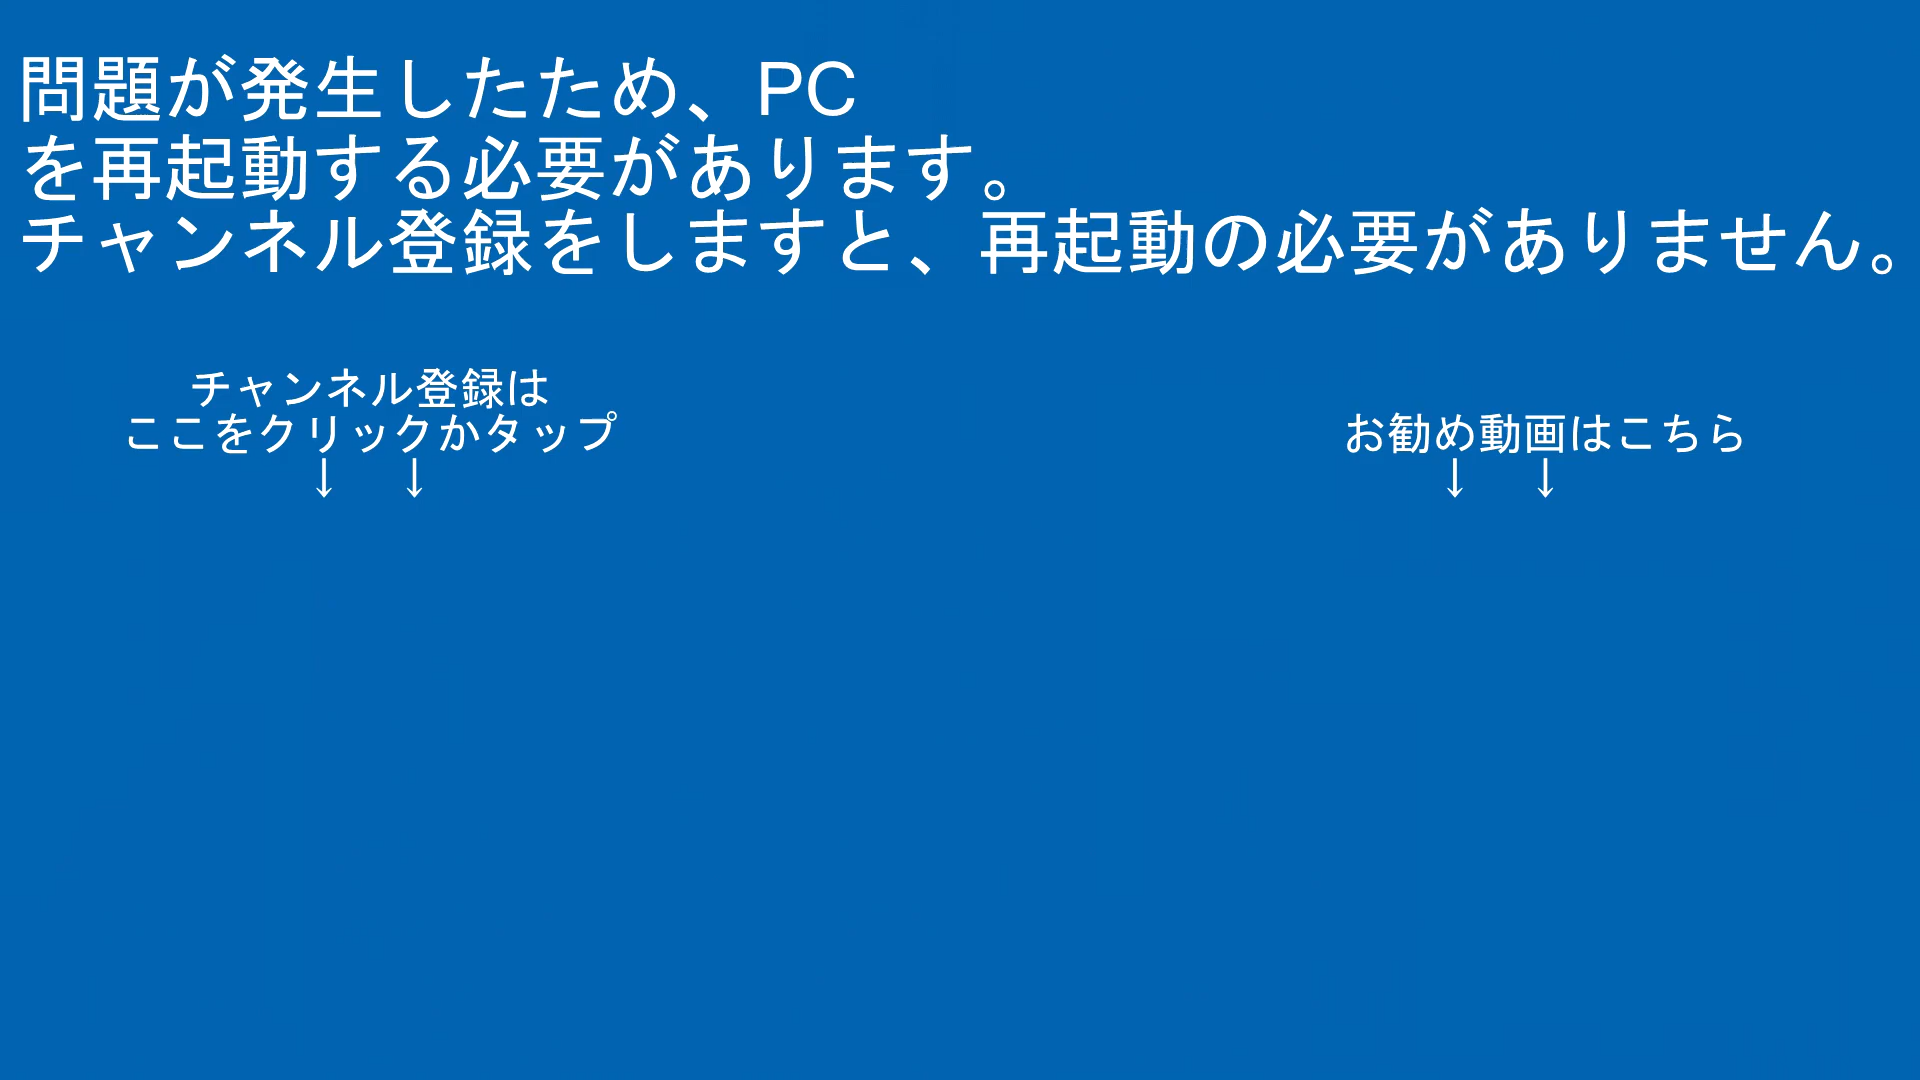 問題が発生したため、PC
を再起動する必要があります。
チャンネル登録をしますと、再起動の必要がありません。
チャンネル登録は
ここをクリックかタップ
↓　↓
お勧め動画はこちら
↓　↓